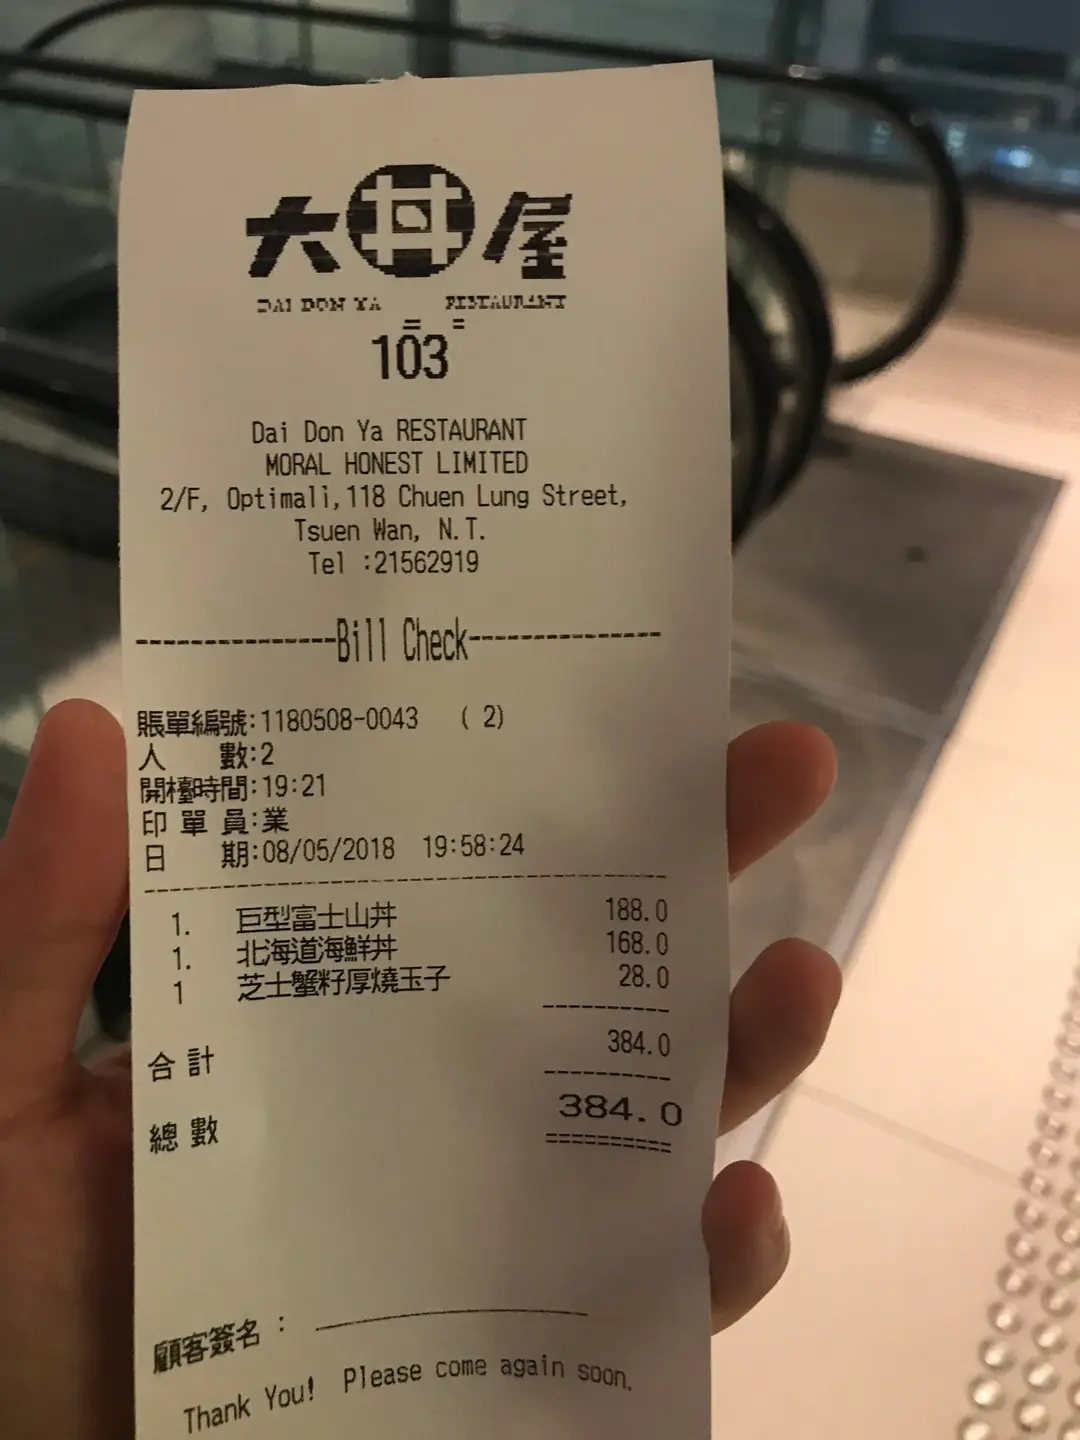 大丼屋
DAI DON YA RESTAURANT
= =
103
Dai Don Ya RESTAURANT
MORAL HONEST LIMITED
2/F, Optimall,118 Chuen Lung Street,
Tsuen Wan, N.T.
Tel :21562919
--------------Bill Check--------------
賬單編號:1180508-0043 ( 2)
人 數:2
開檯時間:19:21
印 單 員:業
日 期:08/05/2018 19:58:24
1. 巨型富士山丼 188.0
1. 北海道海鮮丼 168.0
1 芝士蟹籽厚燒玉子 28.0
合 計 384.0
總 數 384.0
顧客簽名 :
Thank You! Please come again soon.